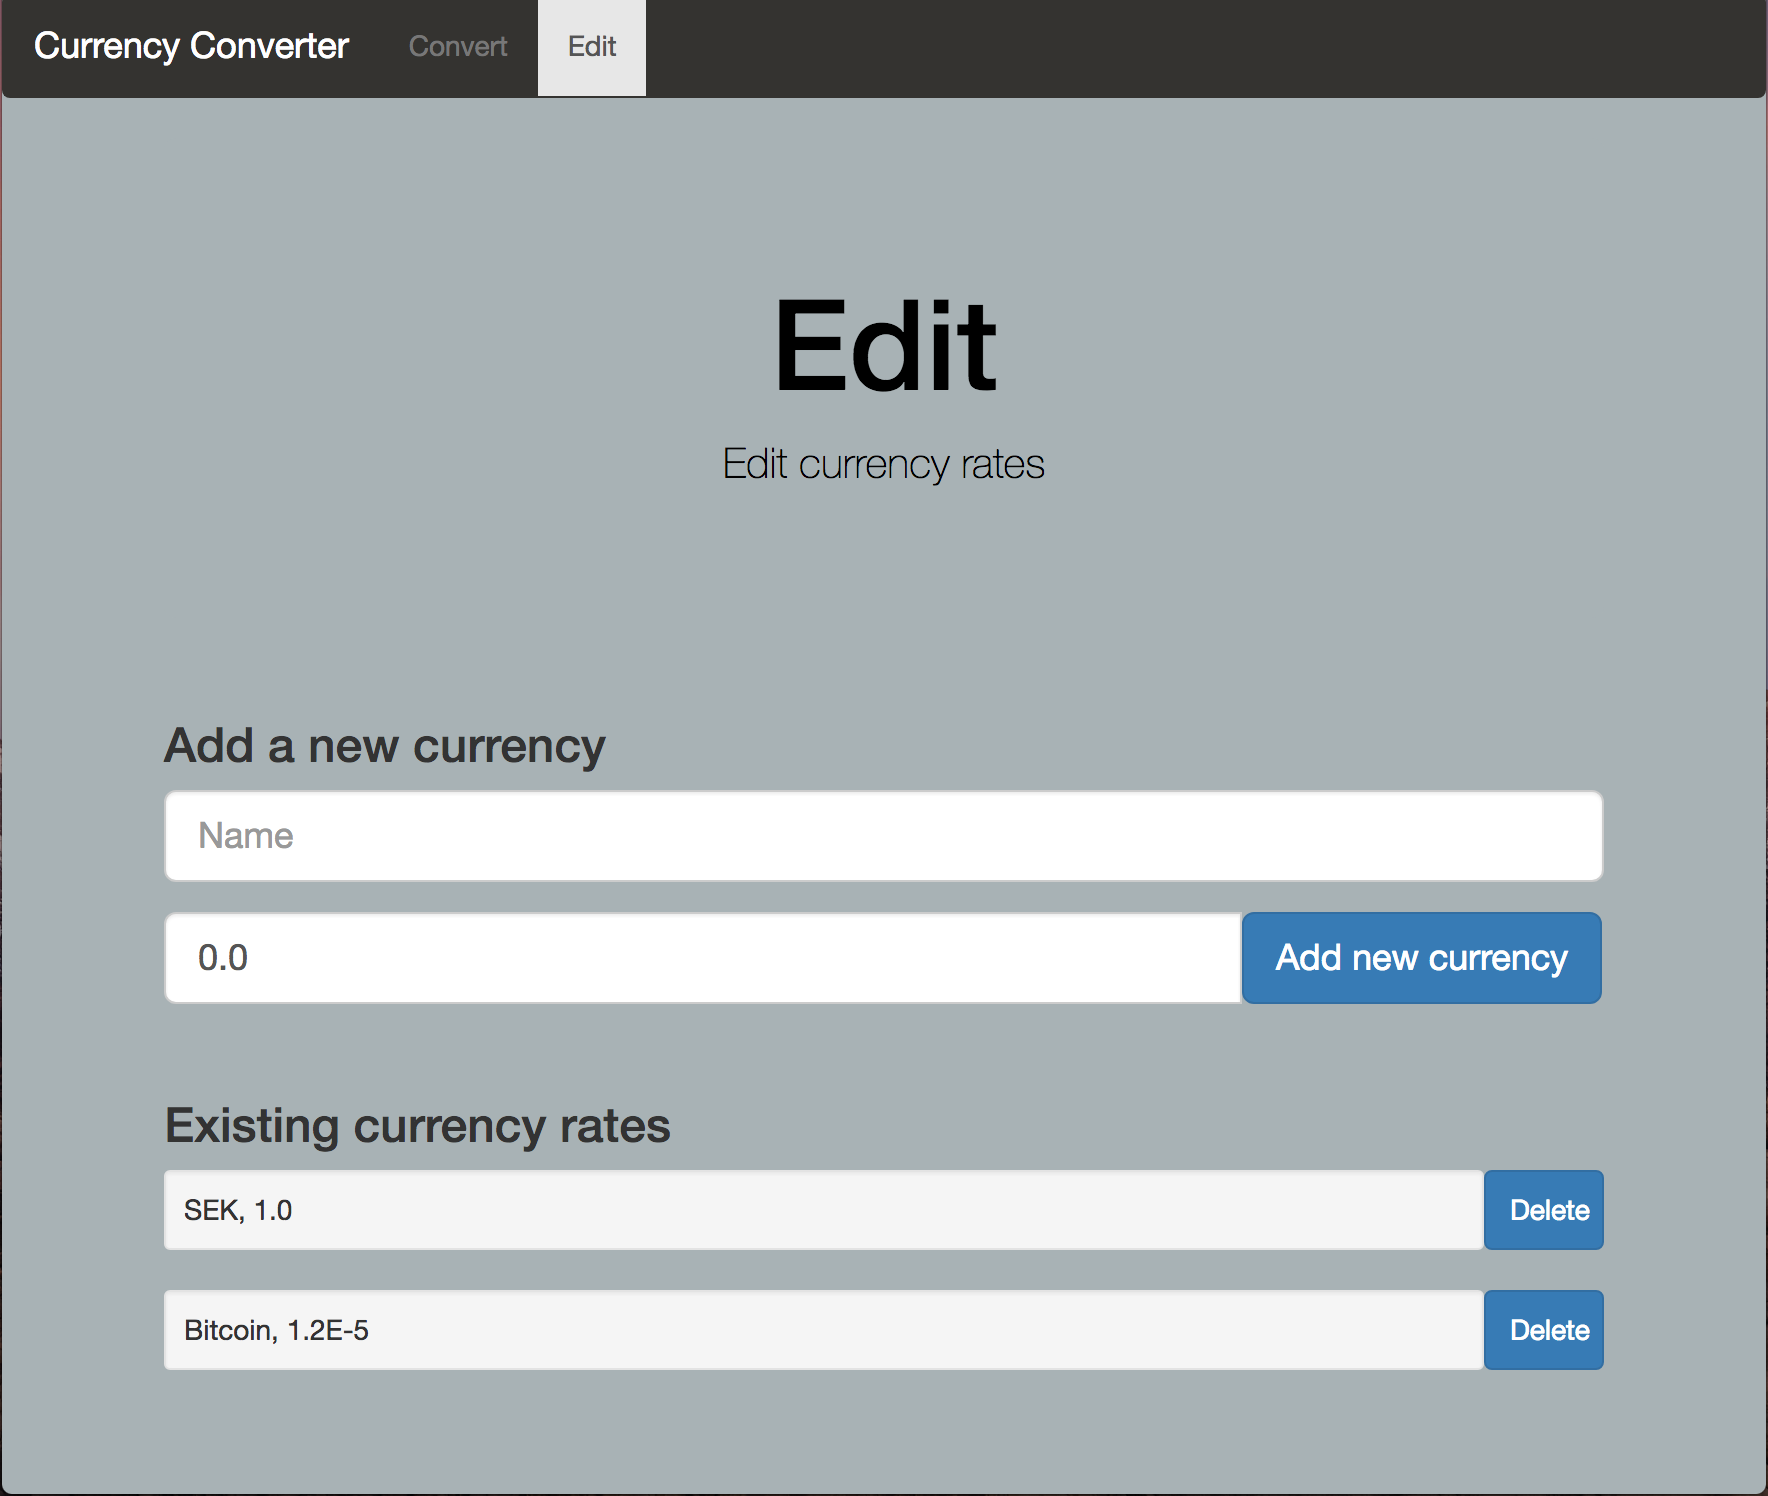 Currency Converter Convert Edit
Edit
Edit currency rates
Add a new currency
Name
0.0 Add new currency
Existing currency rates
SEK, 1.0 Delete
Bitcoin, 1.2E-5 Delete